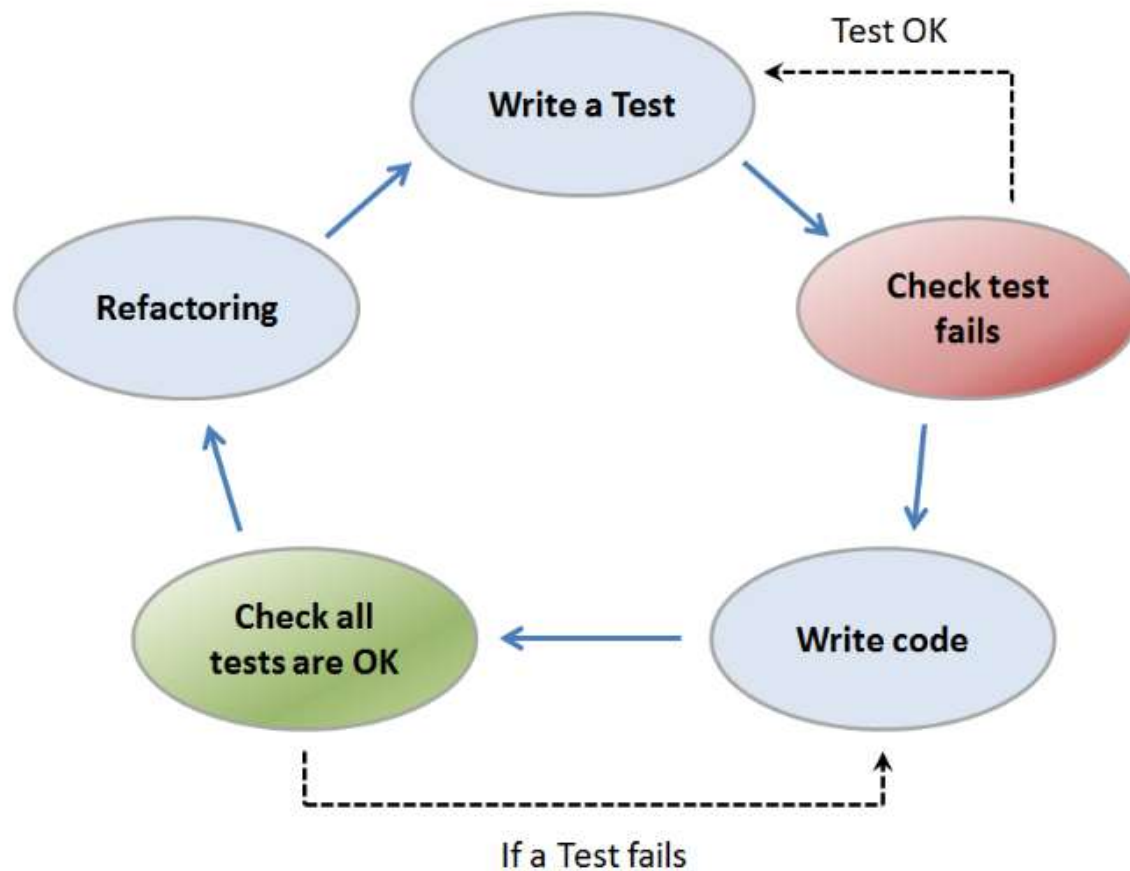 Test OK
Write a Test
Check test
fails
Refactoring
Check all
tests are OK
Write code
If a Test fails